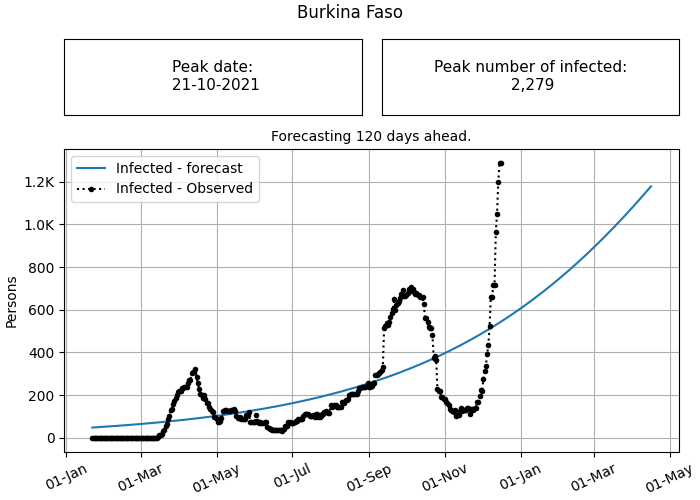 Burkina Faso
Peak date:
21-10-2021
Peak number of infected:
2,279
Forecasting 120 days ahead.
Infected - forecast
Infected - Observed
Persons
1.2K
1.0K
800
600
400
200
0
01-Jan
01-Mar
01-May
01-Jul
01-Sep
01-Nov
01-Jan
01-Mar
01-May